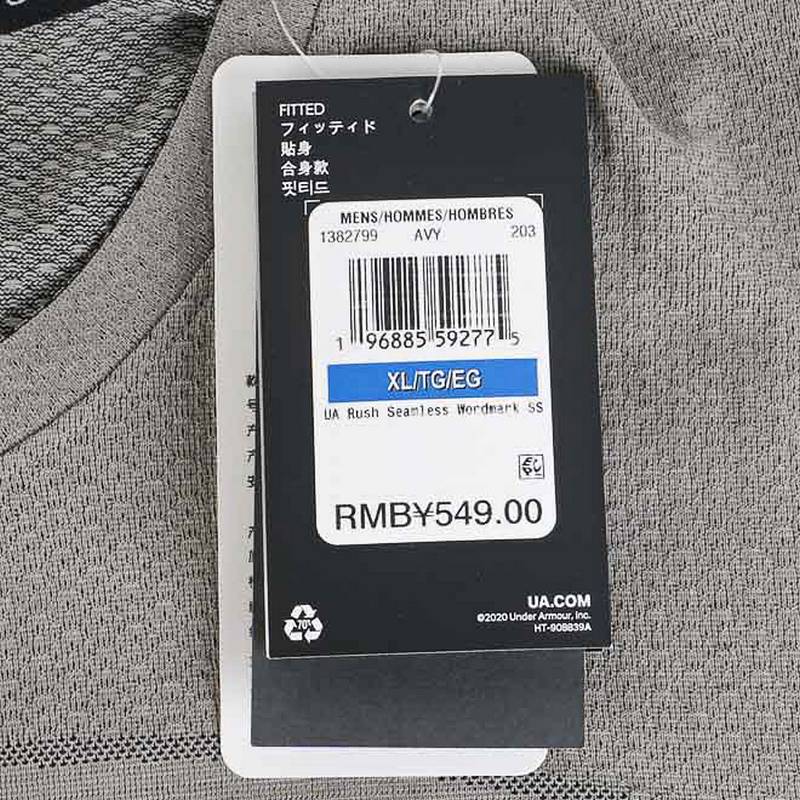 FITTED
フィッティド
貼身
合身款
핏티드
MENS/HOMMES/HOMBRES
1382799 AVY 203
1 96885 59277 5
XL/TG/EG
UA Rush Seamless Wordmark SS
RMB¥549.00
70%
UA.COM
©2020 Under Armour, Inc.
HT-908839A